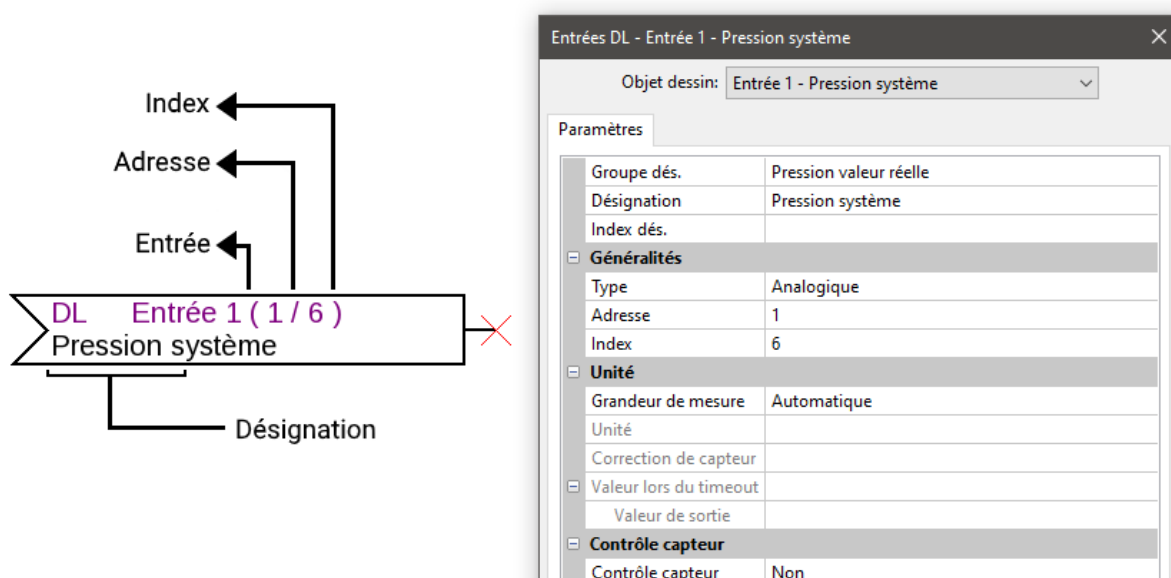 Index
Adresse
Entrée
DL Entrée 1 ( 1 / 6 )
Pression système
Désignation
Entrées DL - Entrée 1 - Pression système
Objet dessin: Entrée 1 - Pression système
Paramètres
Groupe dés. Pression valeur réelle
Désignation Pression système
Index dés.
Généralités
Type Analogique
Adresse 1
Index 6
Unité
Grandeur de mesure Automatique
Unité
Correction de capteur
Valeur lors du timeout
Valeur de sortie
Contrôle capteur
Contrôle capteur Non